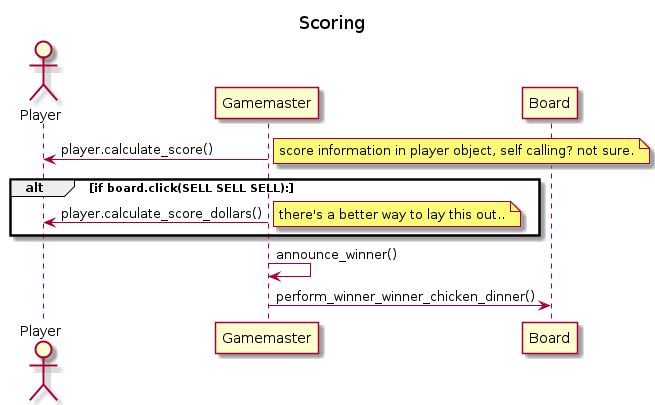 Scoring
Player
Gamemaster
Board
player.calculate_score()
score information in player object, self calling? not sure.
alt
[if board.click(SELL SELL SELL):]
player.calculate_score_dollars()
there's a better way to lay this out..
announce_winner()
perform_winner_winner_chicken_dinner()
Player
Gamemaster
Board